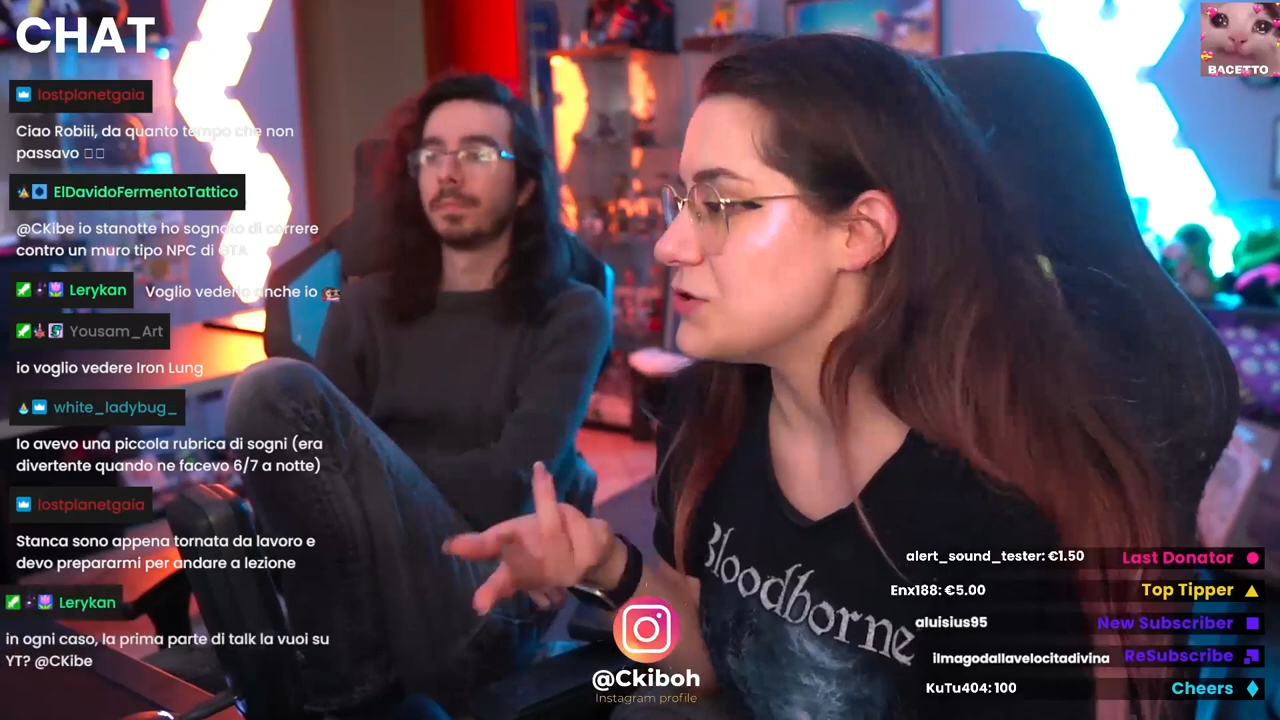 CHAT
BACETTO
lostplanetgaia
Ciao Robiii, da quanto tempo che non
passavo
ElDavidoFermentoTattico
@CKibe io stanotte ho sognato di correre
contro un muro tipo NPC di GTA
Lerykan Voglio vederlo anche io
Yousam_Art
io voglio vedere Iron Lung
white_ladybug_
Io avevo una piccola rubrica di sogni (era
divertente quando ne facevo 6/7 a notte)
lostplanetgaia
Stanca sono appena tornata da lavoro e
devo prepararmi per andare a lezione
Lerykan
in ogni caso, la prima parte di talk la vuoi su
YT? @CKibe
Bloodborne
@Ckiboh
Instagram profile
alert_sound_tester: €1.50 Last Donator
Enx188: €5.00 Top Tipper
aluisius95 New Subscriber
ilmagodallavelocitadivina ReSubscribe
KuTu404: 100 Cheers